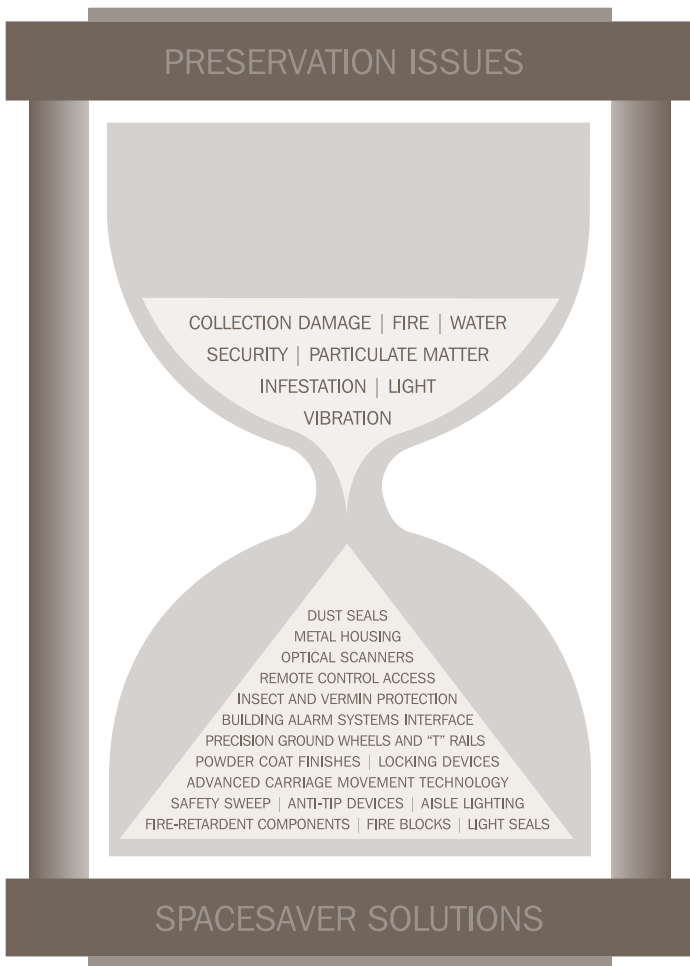 PRESERVATION ISSUES
COLLECTION DAMAGE | FIRE | WATER
SECURITY | PARTICULATE MATTER
INFESTATION | LIGHT
VIBRATION
DUST SEALS
METAL HOUSING
OPTICAL SCANNERS
REMOTE CONTROL ACCESS
INSECT AND VERMIN PROTECTION
BUILDING ALARM SYSTEMS INTERFACE
PRECISION GROUND WHEELS AND “T” RAILS
POWDER COAT FINISHES | LOCKING DEVICES
ADVANCED CARRIAGE MOVEMENT TECHNOLOGY
SAFETY SWEEP | ANTI-TIP DEVICES | AISLE LIGHTING
FIRE-RETARDENT COMPONENTS | FIRE BLOCKS | LIGHT SEALS
SPACESAVER SOLUTIONS